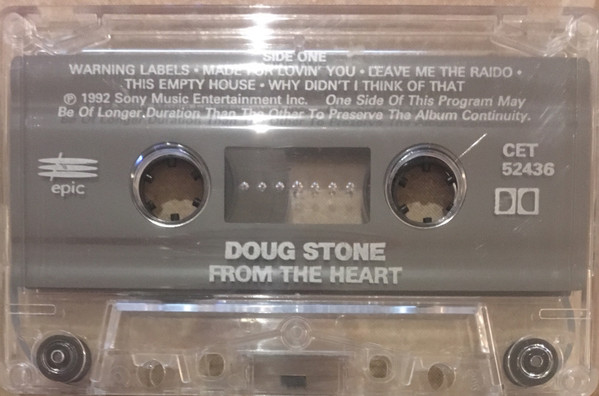 SIDE ONE
WARNING LABELS • MADE FOR LOVIN' YOU • LEAVE ME THE RAIDO •
THIS EMPTY HOUSE • WHY DIDN'T I THINK OF THAT
℗ 1992 Sony Music Entertainment Inc. One Side Of This Program May
Be Of Longer Duration Than The Other To Preserve The Album Continuity.
epic
CET
52436
DOUG STONE
FROM THE HEART